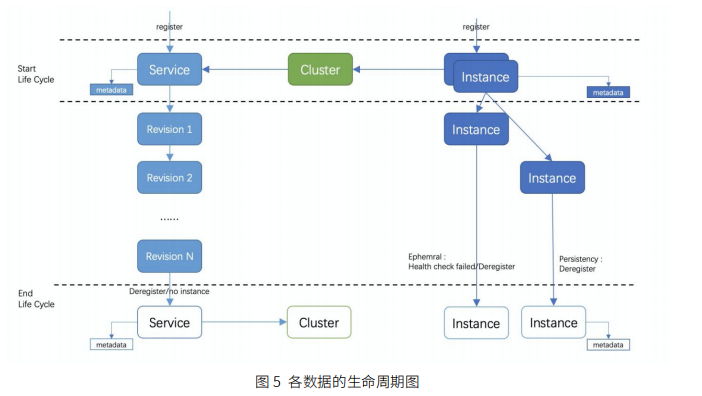 register
register
Start
Life Cycle
Service
Cluster
Instance
metadata
metadata
Revision 1
Instance
Revision 2
Instance
......
Revision N
Ephemral :
Health check failed/Deregister
Persistency :
Deregister
End
Life Cycle
Deregister/no instance
Service
Cluster
Instance
Instance
metadata
metadata
图 5 各数据的生命周期图